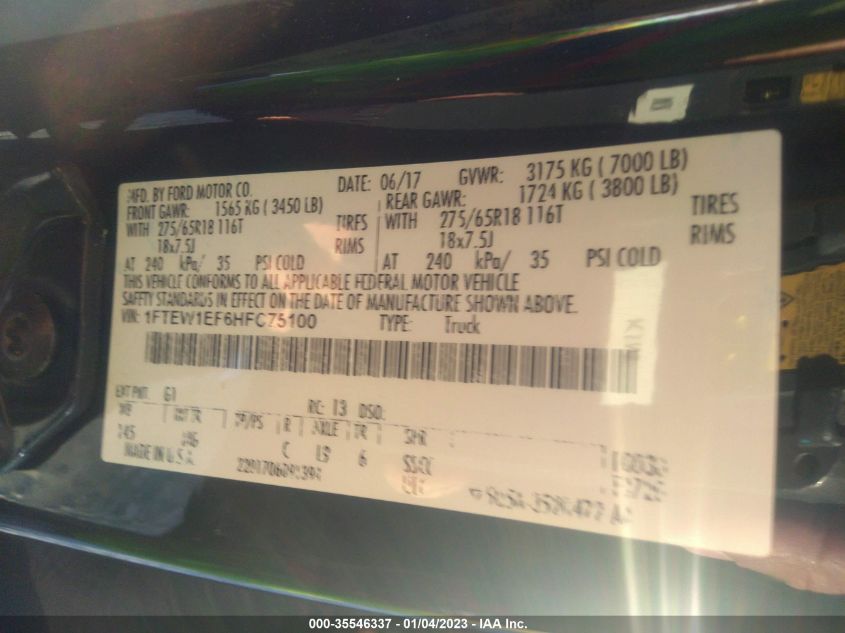 MFD. BY FORD MOTOR CO. DATE: 06/17 GVWR: 3175 KG ( 7000 LB)
FRONT GAWR: 1565 KG ( 3450 LB) REAR GAWR: 1724 KG ( 3800 LB)
WITH 275/65R18 116T TIRES WITH 275/65R18 116T TIRES
18x7.5J RIMS 18x7.5J RIMS
AT 240 kPa/ 35 PSI COLD AT 240 kPa/ 35 PSI COLD
THIS VEHICLE CONFORMS TO ALL APPLICABLE FEDERAL MOTOR VEHICLE
SAFETY STANDARDS IN EFFECT ON THE DATE OF MANUFACTURE SHOWN ABOVE.
VIN: 1FTEW1EF6HFC75100 TYPE: Truck
EXT PNT: G1 RC: 13 DSO:
WB INT TR TP/PS R AXLE TR SPR
145 C L9 6
MADE IN U.S.A.
000-35546337 - 01/04/2023 - IAA Inc.